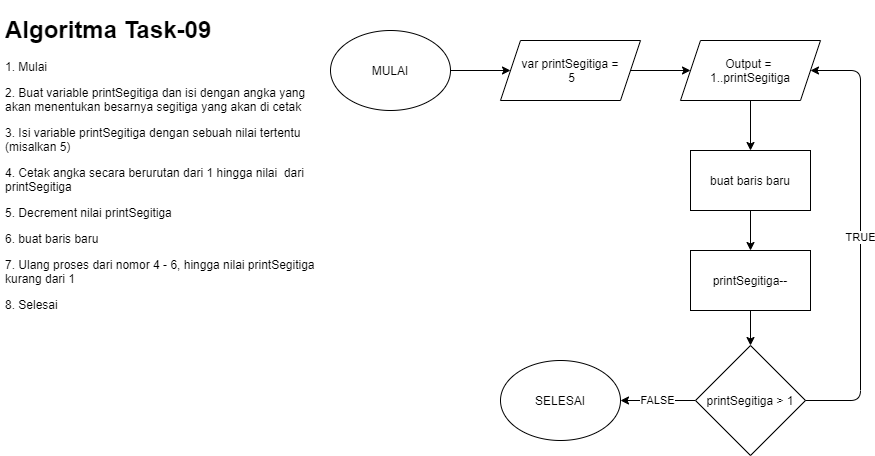 Algoritma Task-09
1. Mulai
2. Buat variable printSegitiga dan isi dengan angka yang
akan menentukan besarnya segitiga yang akan di cetak
3. Isi variable printSegitiga dengan sebuah nilai tertentu
(misalkan 5)
4. Cetak angka secara berurutan dari 1 hingga nilai  dari
printSegitiga
5. Decrement nilai printSegitiga
6. buat baris baru
7. Ulang proses dari nomor 4 - 6, hingga nilai printSegitiga
kurang dari 1
8. Selesai
MULAI
var printSegitiga =
5
Output =
1..printSegitiga
buat baris baru
TRUE
printSegitiga--
printSegitiga > 1
FALSE
SELESAI